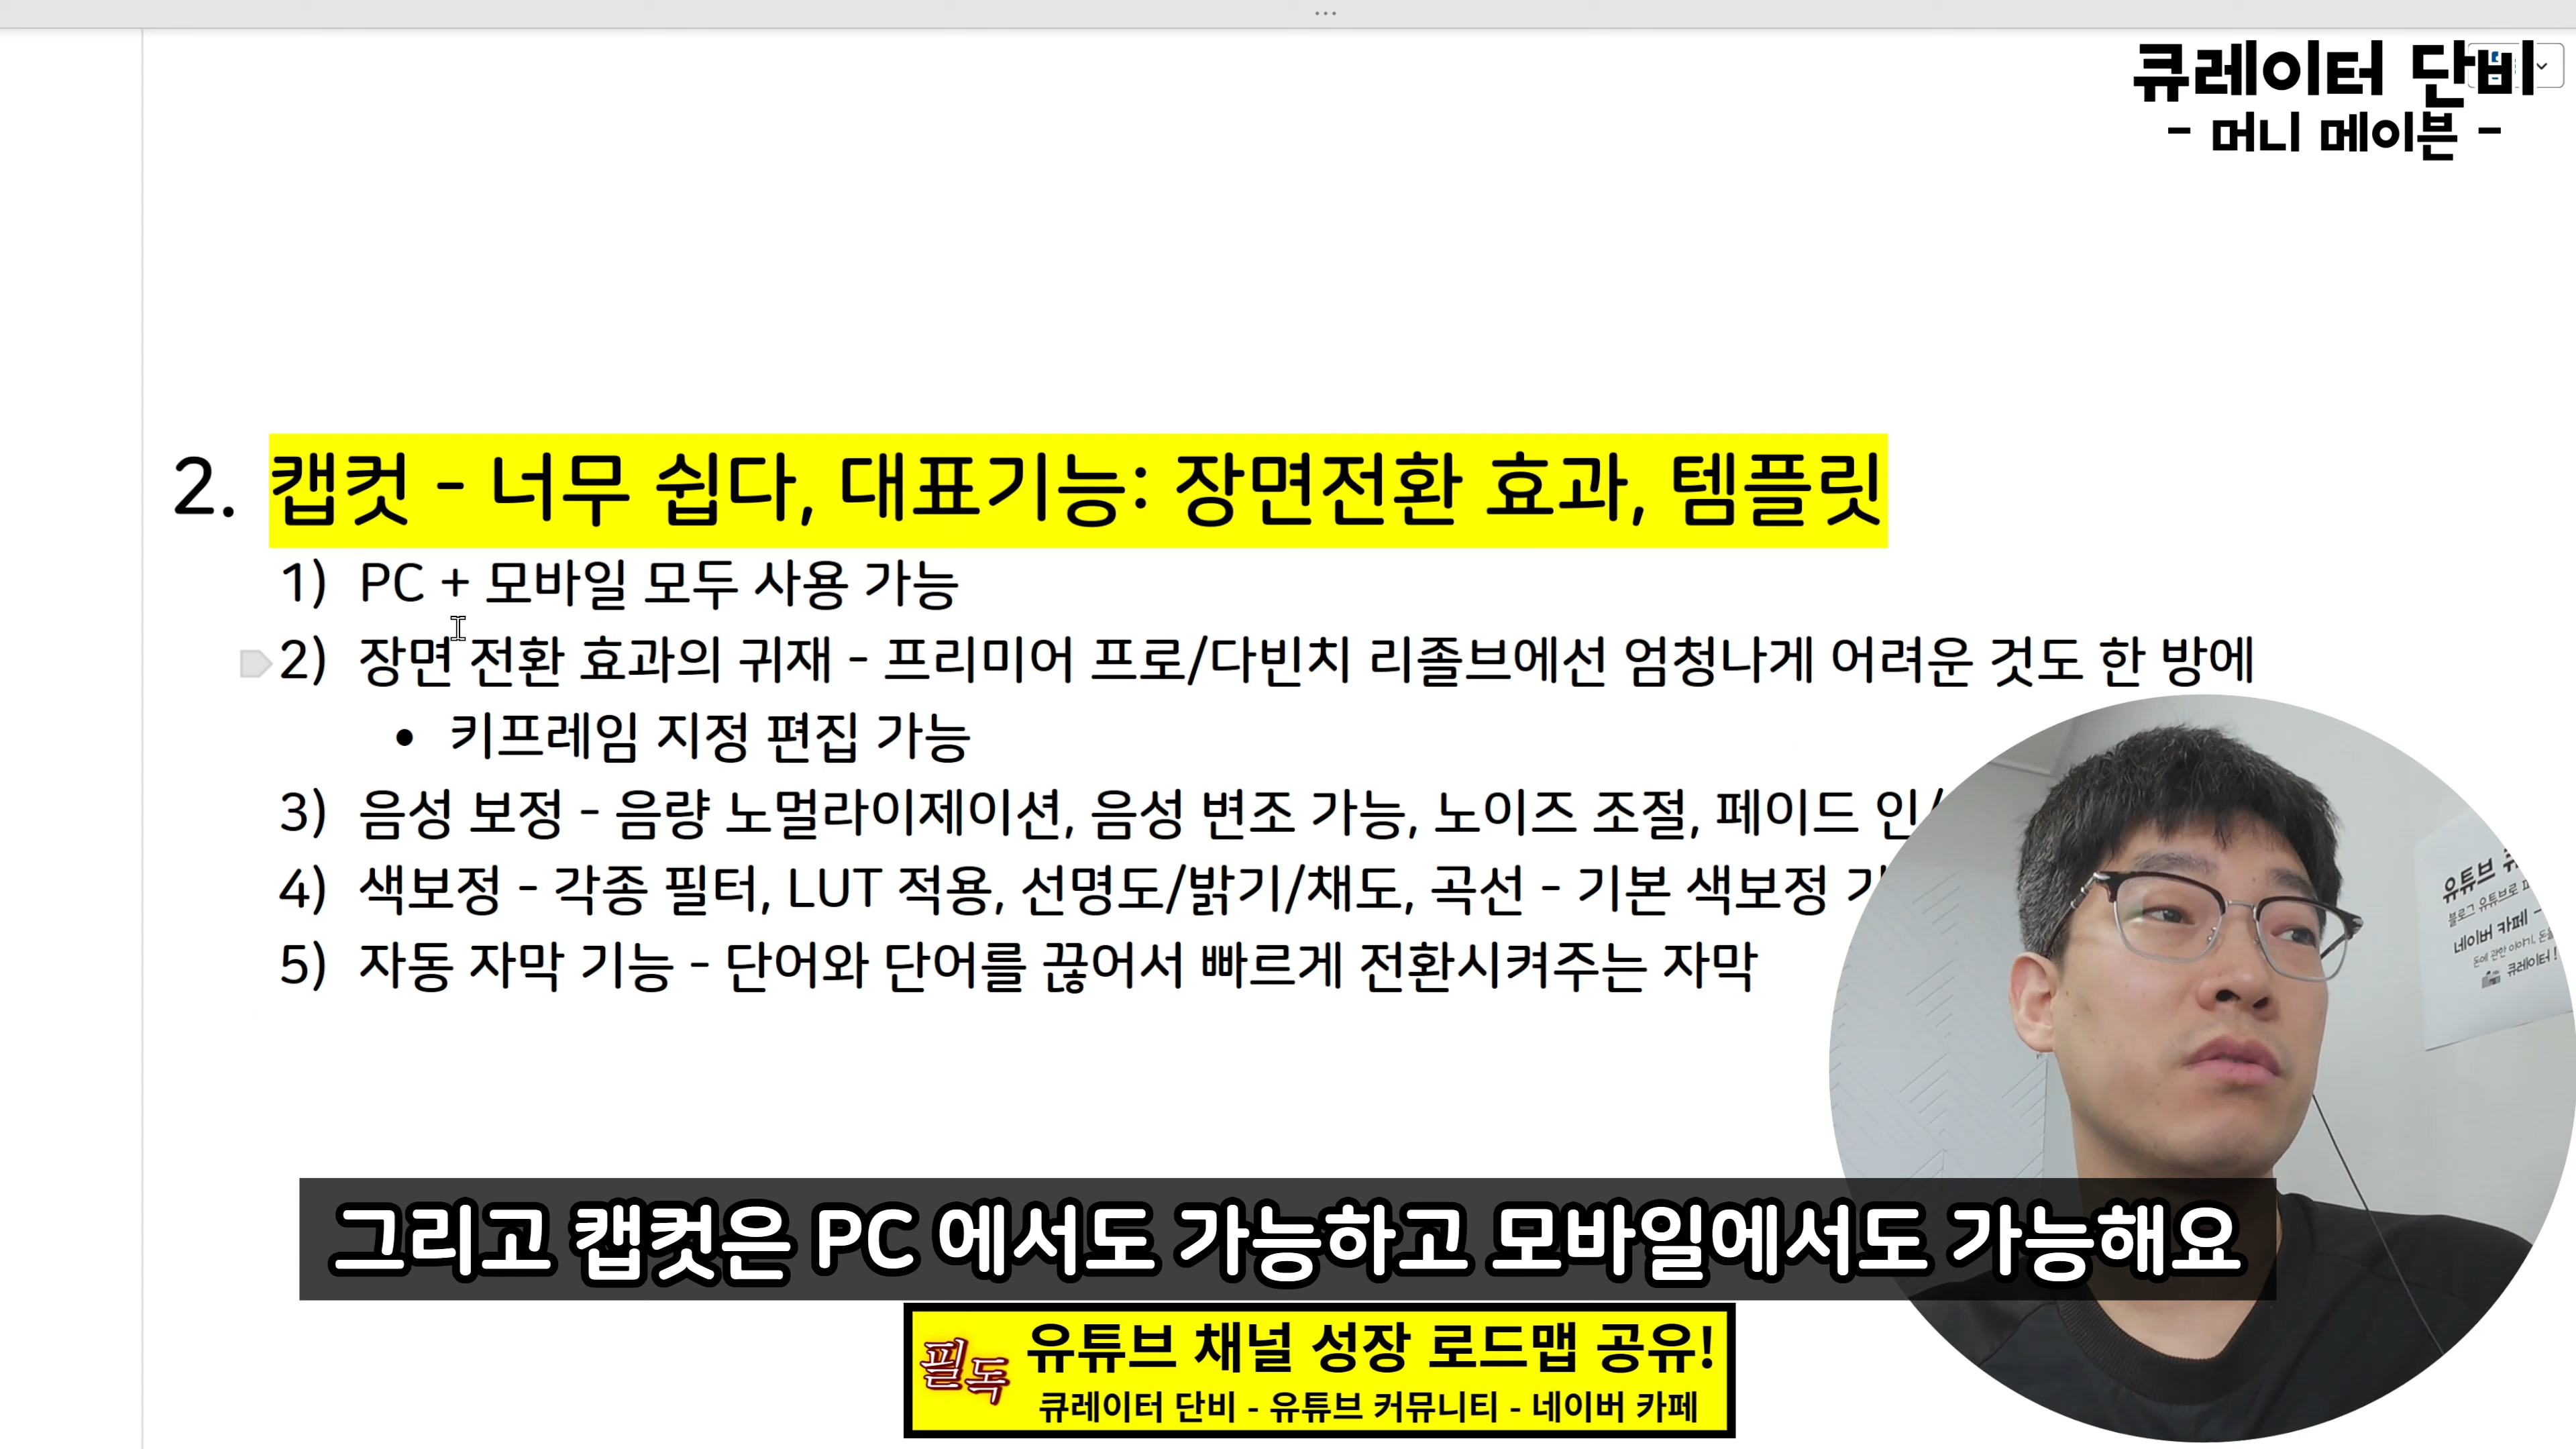 큐레이터 단비
- 머니 메이븐 -
2. 캡컷 - 너무 쉽다, 대표기능: 장면전환 효과, 템플릿
1) PC + 모바일 모두 사용 가능
2) 장면 전환 효과의 귀재 - 프리미어 프로/다빈치 리졸브에선 엄청나게 어려운 것도 한 방에
• 키프레임 지정 편집 가능
3) 음성 보정 - 음량 노멀라이제이션, 음성 변조 가능, 노이즈 조절, 페이드 인/
4) 색보정 - 각종 필터, LUT 적용, 선명도/밝기/채도, 곡선 - 기본 색보정
5) 자동 자막 기능 - 단어와 단어를 끊어서 빠르게 전환시켜주는 자막
유튜브
네이버 카페
그리고 캡컷은 PC 에서도 가능하고 모바일에서도 가능해요
필독 유튜브 채널 성장 로드맵 공유!
큐레이터 단비 - 유튜브 커뮤니티 - 네이버 카페